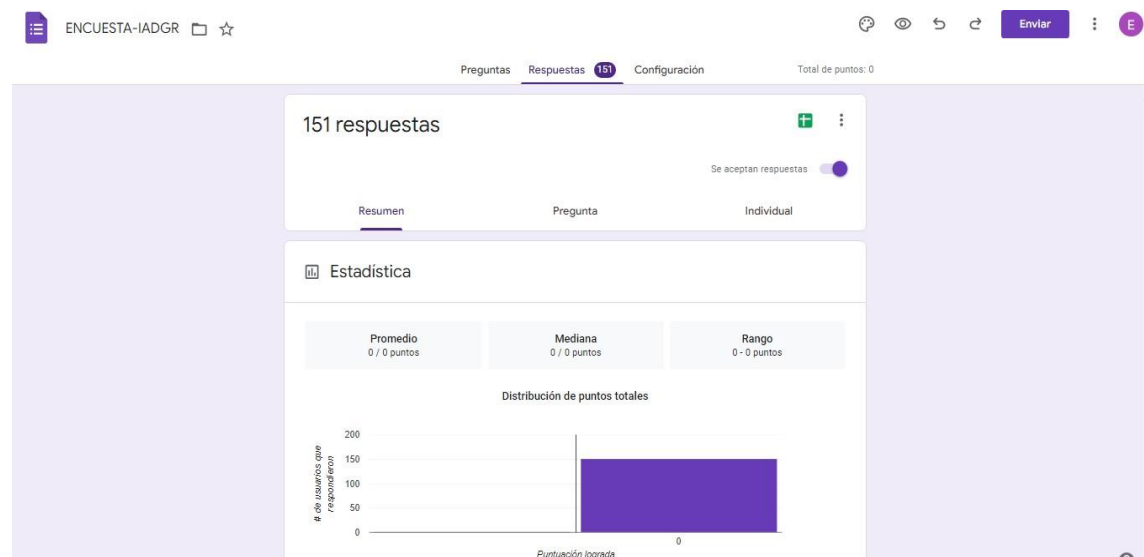 ENCUESTA-IADGR
Enviar
E
Preguntas Respuestas 151 Configuración Total de puntos: 0
151 respuestas
Se aceptan respuestas
Resumen Pregunta Individual
Estadística
Promedio Mediana Rango
0 / 0 puntos 0 / 0 puntos 0 - 0 puntos
Distribución de puntos totales
# de usuarios que
respondieron
200
150
100
50
0
0
Puntuación lograda